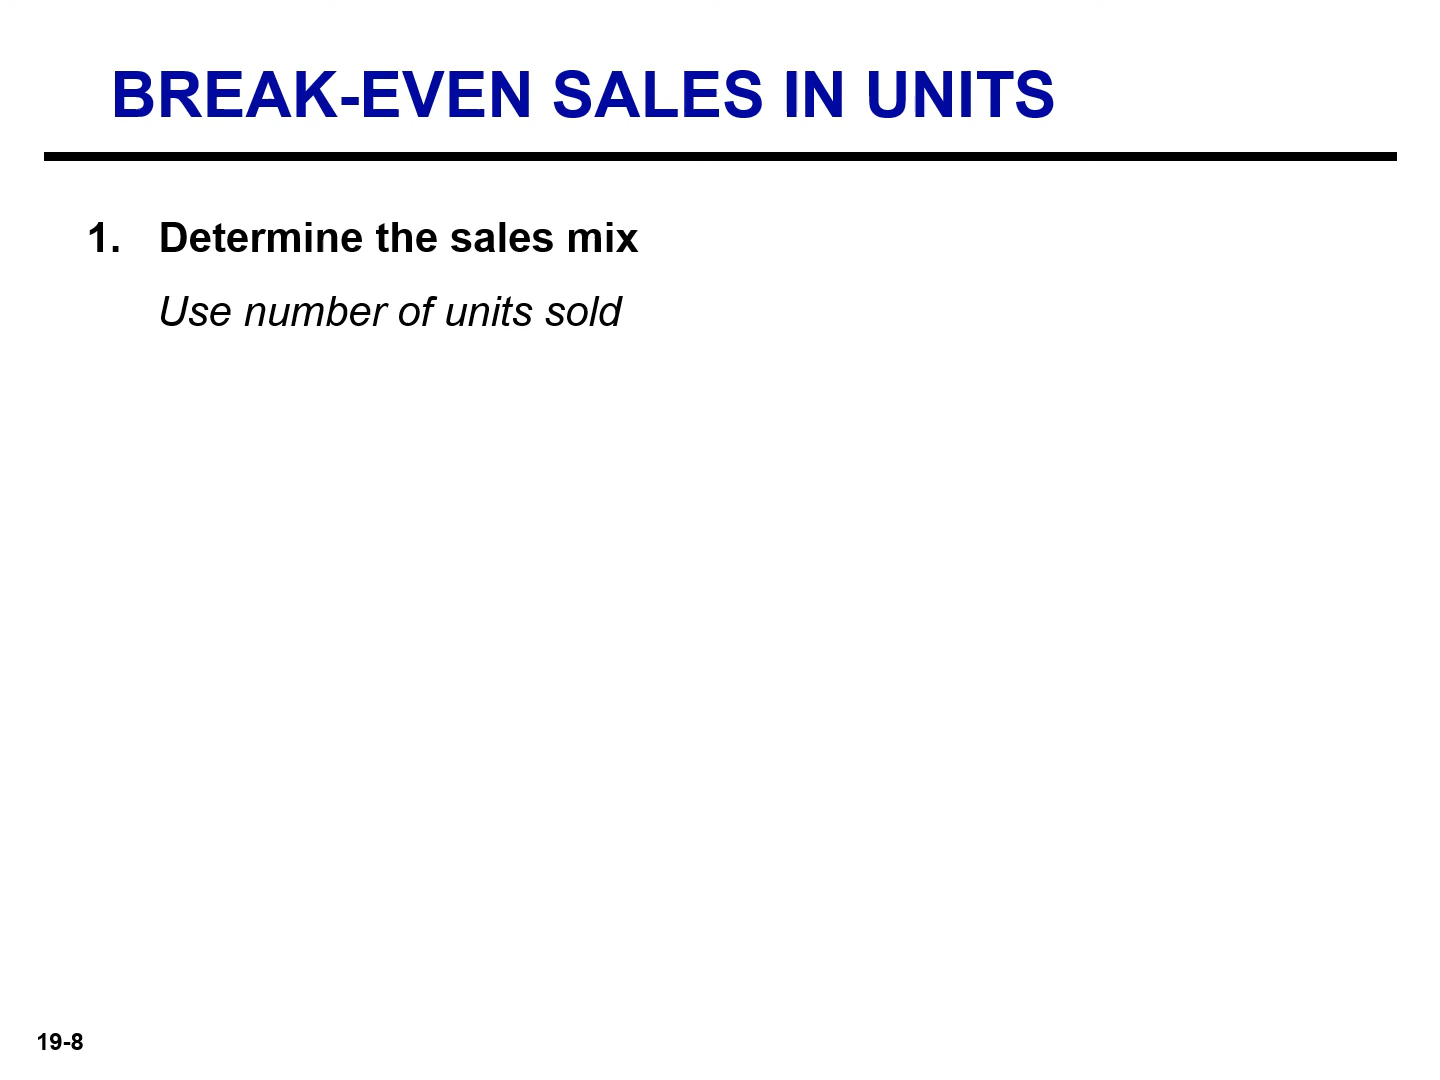 BREAK-EVEN SALES IN UNITS
1. Determine the sales mix
Use number of units sold
19-8